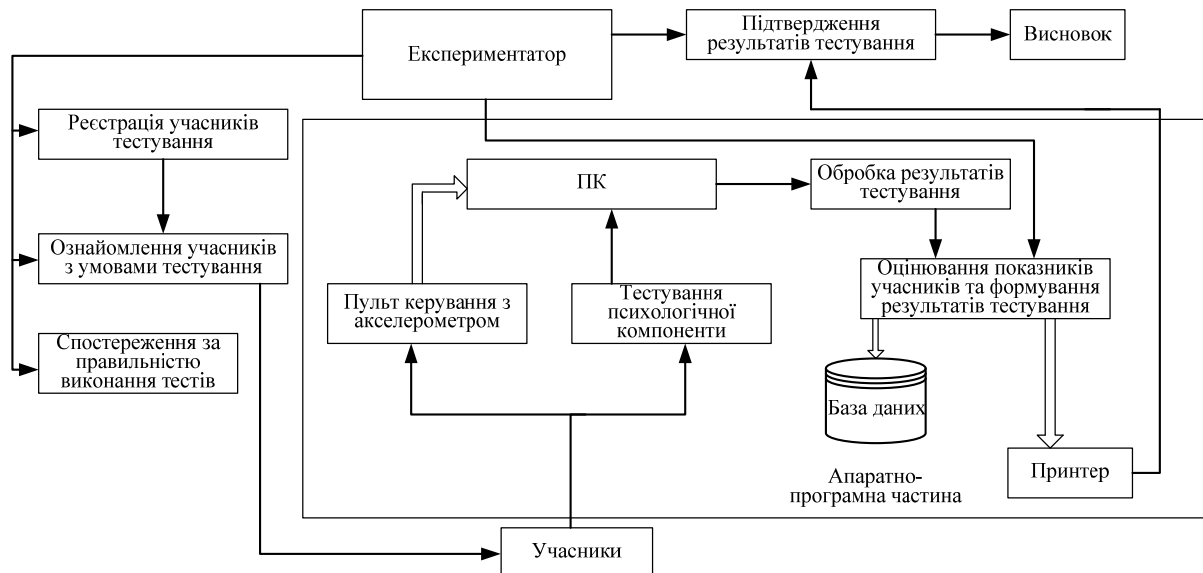 Експериментатор
Підтвердження
результатів тестування
Висновок
Реєстрація учасників
тестування
ПК
Обробка результатів
тестування
Ознайомлення учасників
з умовами тестування
Пульт керування з
акселерометром
Тестування
психологічної
компоненти
Оцінювання показників
учасників та формування
результатів тестування
Спостереження за
правильністю
виконання тестів
База даних
Апаратно-
програмна частина
Принтер
Учасники